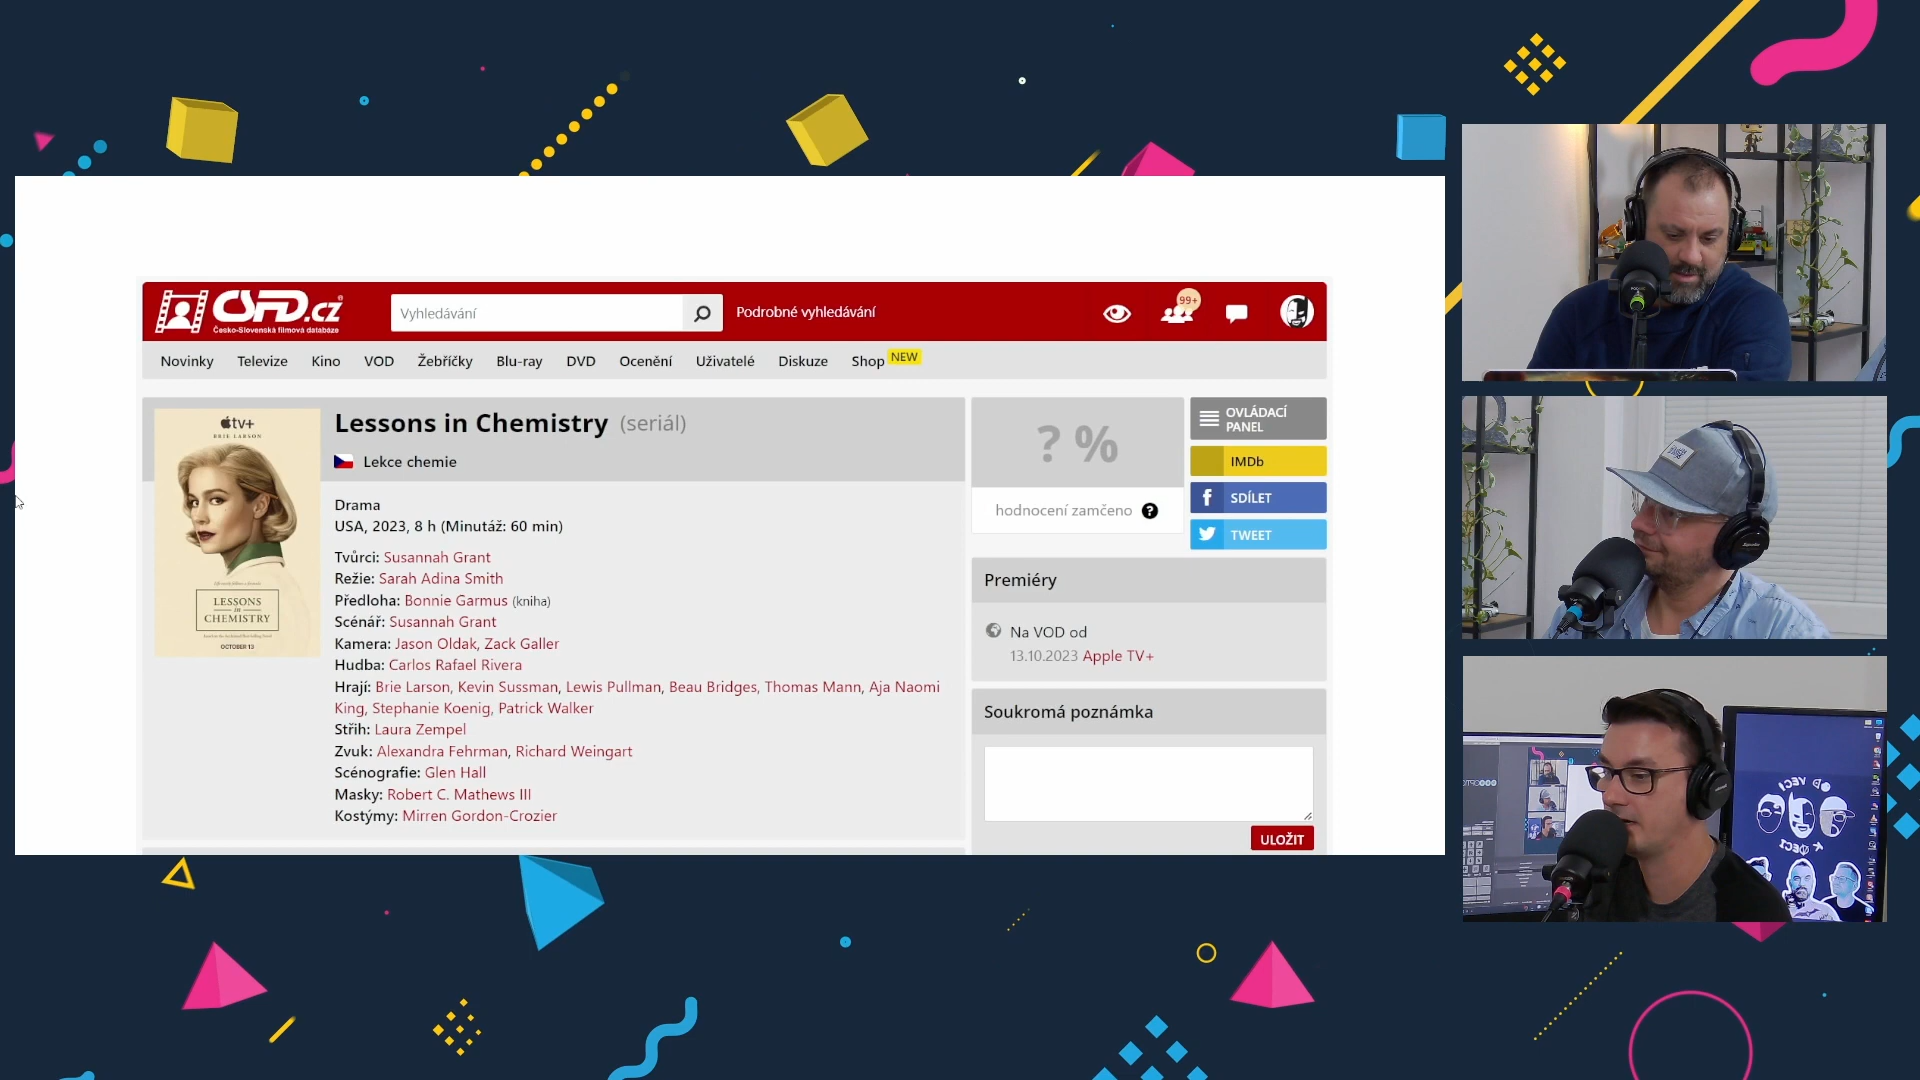 ČSFD.cz
Česko-Slovenská filmová databáze
Vyhledávání
Podrobné vyhledávání
99+
Novinky
Televize
Kino
VOD
Žebříčky
Blu-ray
DVD
Ocenění
Uživatelé
Diskuze
Shop NEW
tv+
BRIE LARSON
LESSONS
in
CHEMISTRY
OCTOBER 13
Lessons in Chemistry (seriál)
Lekce chemie
Drama
USA, 2023, 8 h (Minutáž: 60 min)
Tvůrci: Susannah Grant
Režie: Sarah Adina Smith
Předloha: Bonnie Garmus (kniha)
Scénář: Susannah Grant
Kamera: Jason Oldak, Zack Galler
Hudba: Carlos Rafael Rivera
Hrají: Brie Larson, Kevin Sussman, Lewis Pullman, Beau Bridges, Thomas Mann, Aja Naomi
King, Stephanie Koenig, Patrick Walker
Střih: Laura Zempel
Zvuk: Alexandra Fehrman, Richard Weingart
Scénografie: Glen Hall
Masky: Robert C. Mathews III
Kostýmy: Mirren Gordon-Crozier
? %
hodnocení zamčeno ?
OVLÁDACÍ
PANEL
IMDb
SDÍLET
TWEET
Premiéry
Na VOD od
13.10.2023 Apple TV+
Soukromá poznámka
ULOŽIT